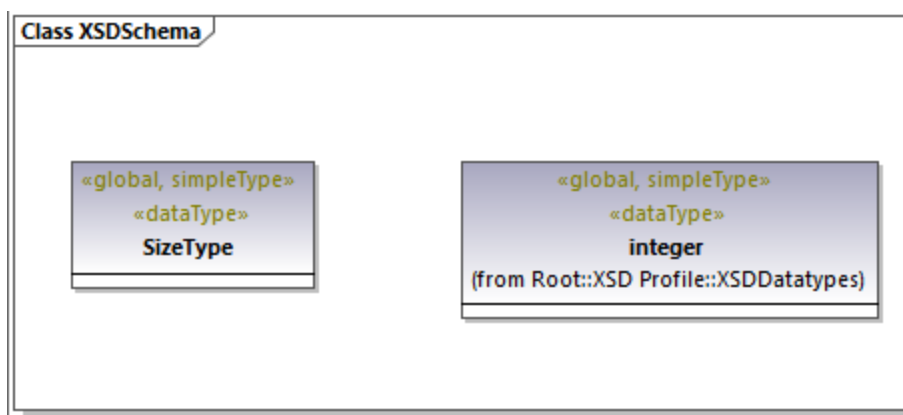 Class XSDSchema
«global, simpleType»
«dataType»
SizeType
«global, simpleType»
«dataType»
integer
(from Root::XSD Profile::XSDDatatypes)